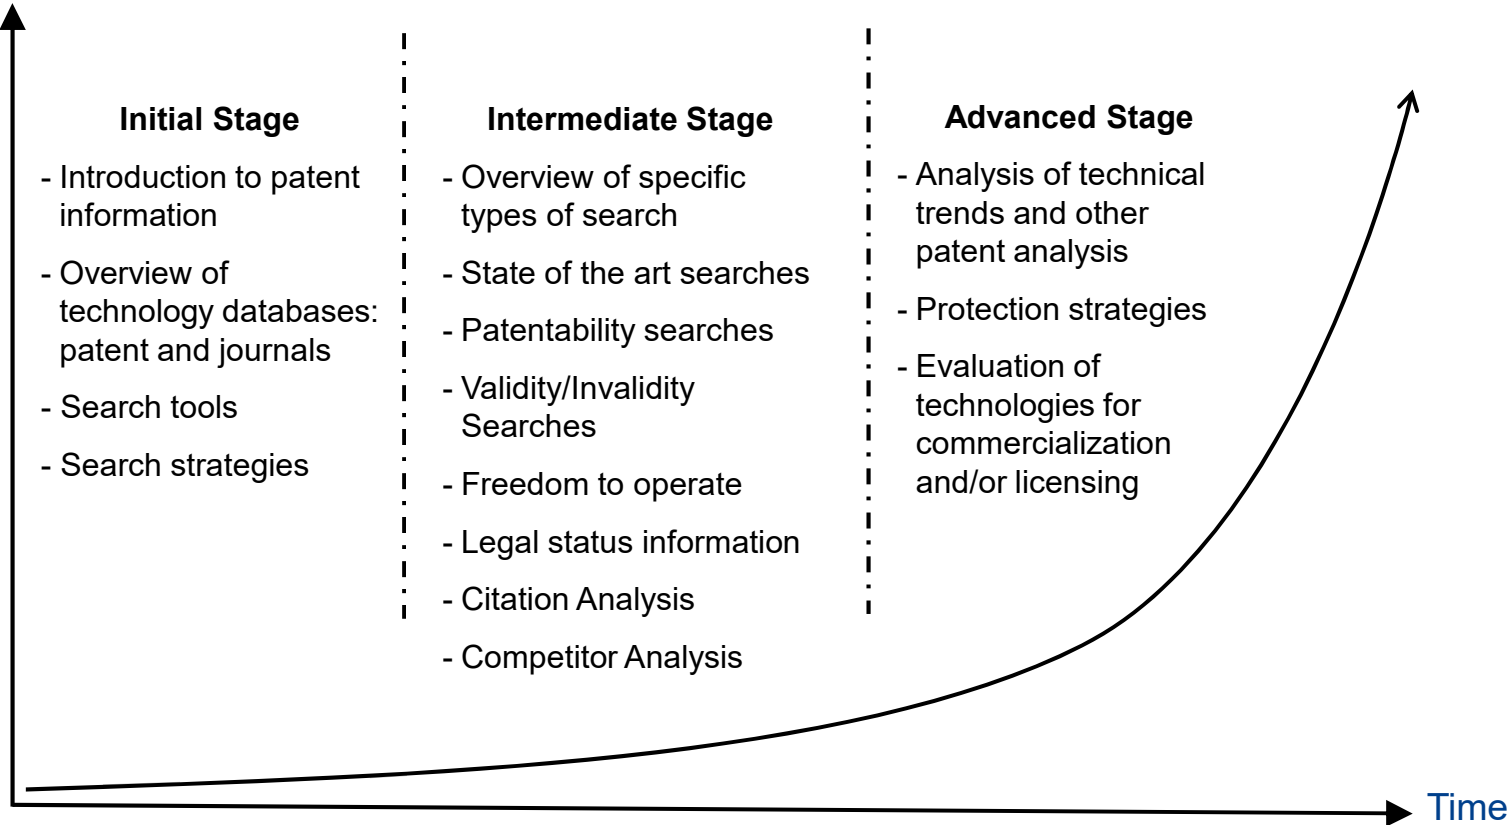 Initial Stage
- Introduction to patent
information
- Overview of
technology databases:
patent and journals
- Search tools
- Search strategies
Intermediate Stage
- Overview of specific
types of search
- State of the art searches
- Patentability searches
- Validity/Invalidity
Searches
- Freedom to operate
- Legal status information
- Citation Analysis
- Competitor Analysis
Advanced Stage
- Analysis of technical
trends and other
patent analysis
- Protection strategies
- Evaluation of
technologies for
commercialization
and/or licensing
Time